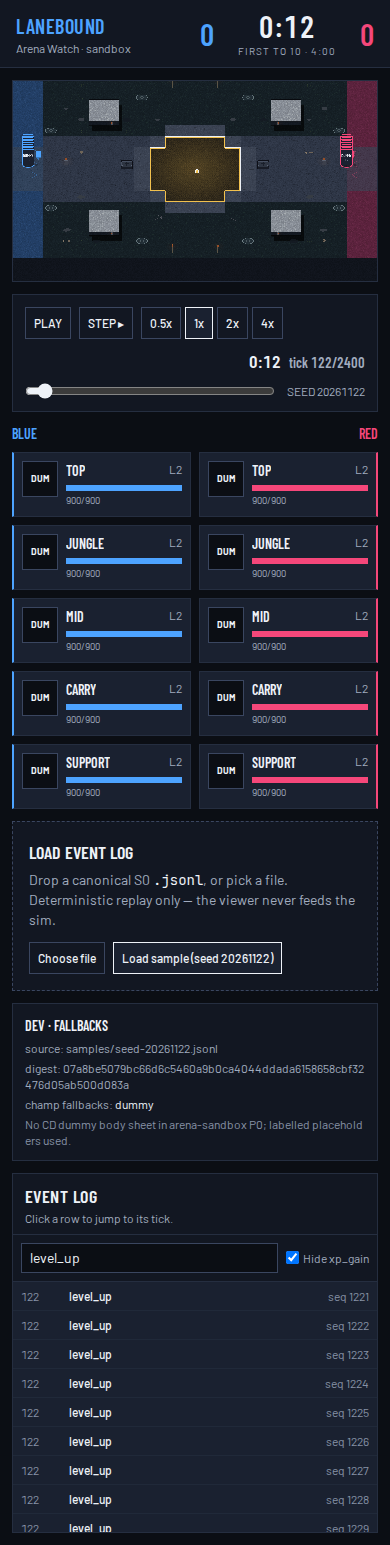 LANEBOUND
Arena Watch · sandbox
0
0:12
FIRST TO 10 · 4:00
0
PLAY
STEP ▸
0.5x
1x
2x
4x
0:12 tick 122/2400
SEED 20261122
BLUE
RED
DUM TOP L2
900/900
DUM TOP L2
900/900
DUM JUNGLE L2
900/900
DUM JUNGLE L2
900/900
DUM MID L2
900/900
DUM MID L2
900/900
DUM CARRY L2
900/900
DUM CARRY L2
900/900
DUM SUPPORT L2
900/900
DUM SUPPORT L2
900/900
LOAD EVENT LOG
Drop a canonical S0 .jsonl, or pick a file.
Deterministic replay only — the viewer never feeds the
sim.
Choose file
Load sample (seed 20261122)
DEV · FALLBACKS
source: samples/seed-20261122.jsonl
digest: 07a8be5079bc66d6c5460a9b0ca4044ddada6158658cbf32
476d05ab500d083a
champ fallbacks: dummy
No CD dummy body sheet in arena-sandbox P0; labelled placehold
ers used.
EVENT LOG
Click a row to jump to its tick.
level_up
Hide xp_gain
122 level_up seq 1221
122 level_up seq 1222
122 level_up seq 1223
122 level_up seq 1224
122 level_up seq 1225
122 level_up seq 1226
122 level_up seq 1227
122 level_up seq 1228
122 level_up seq 1229